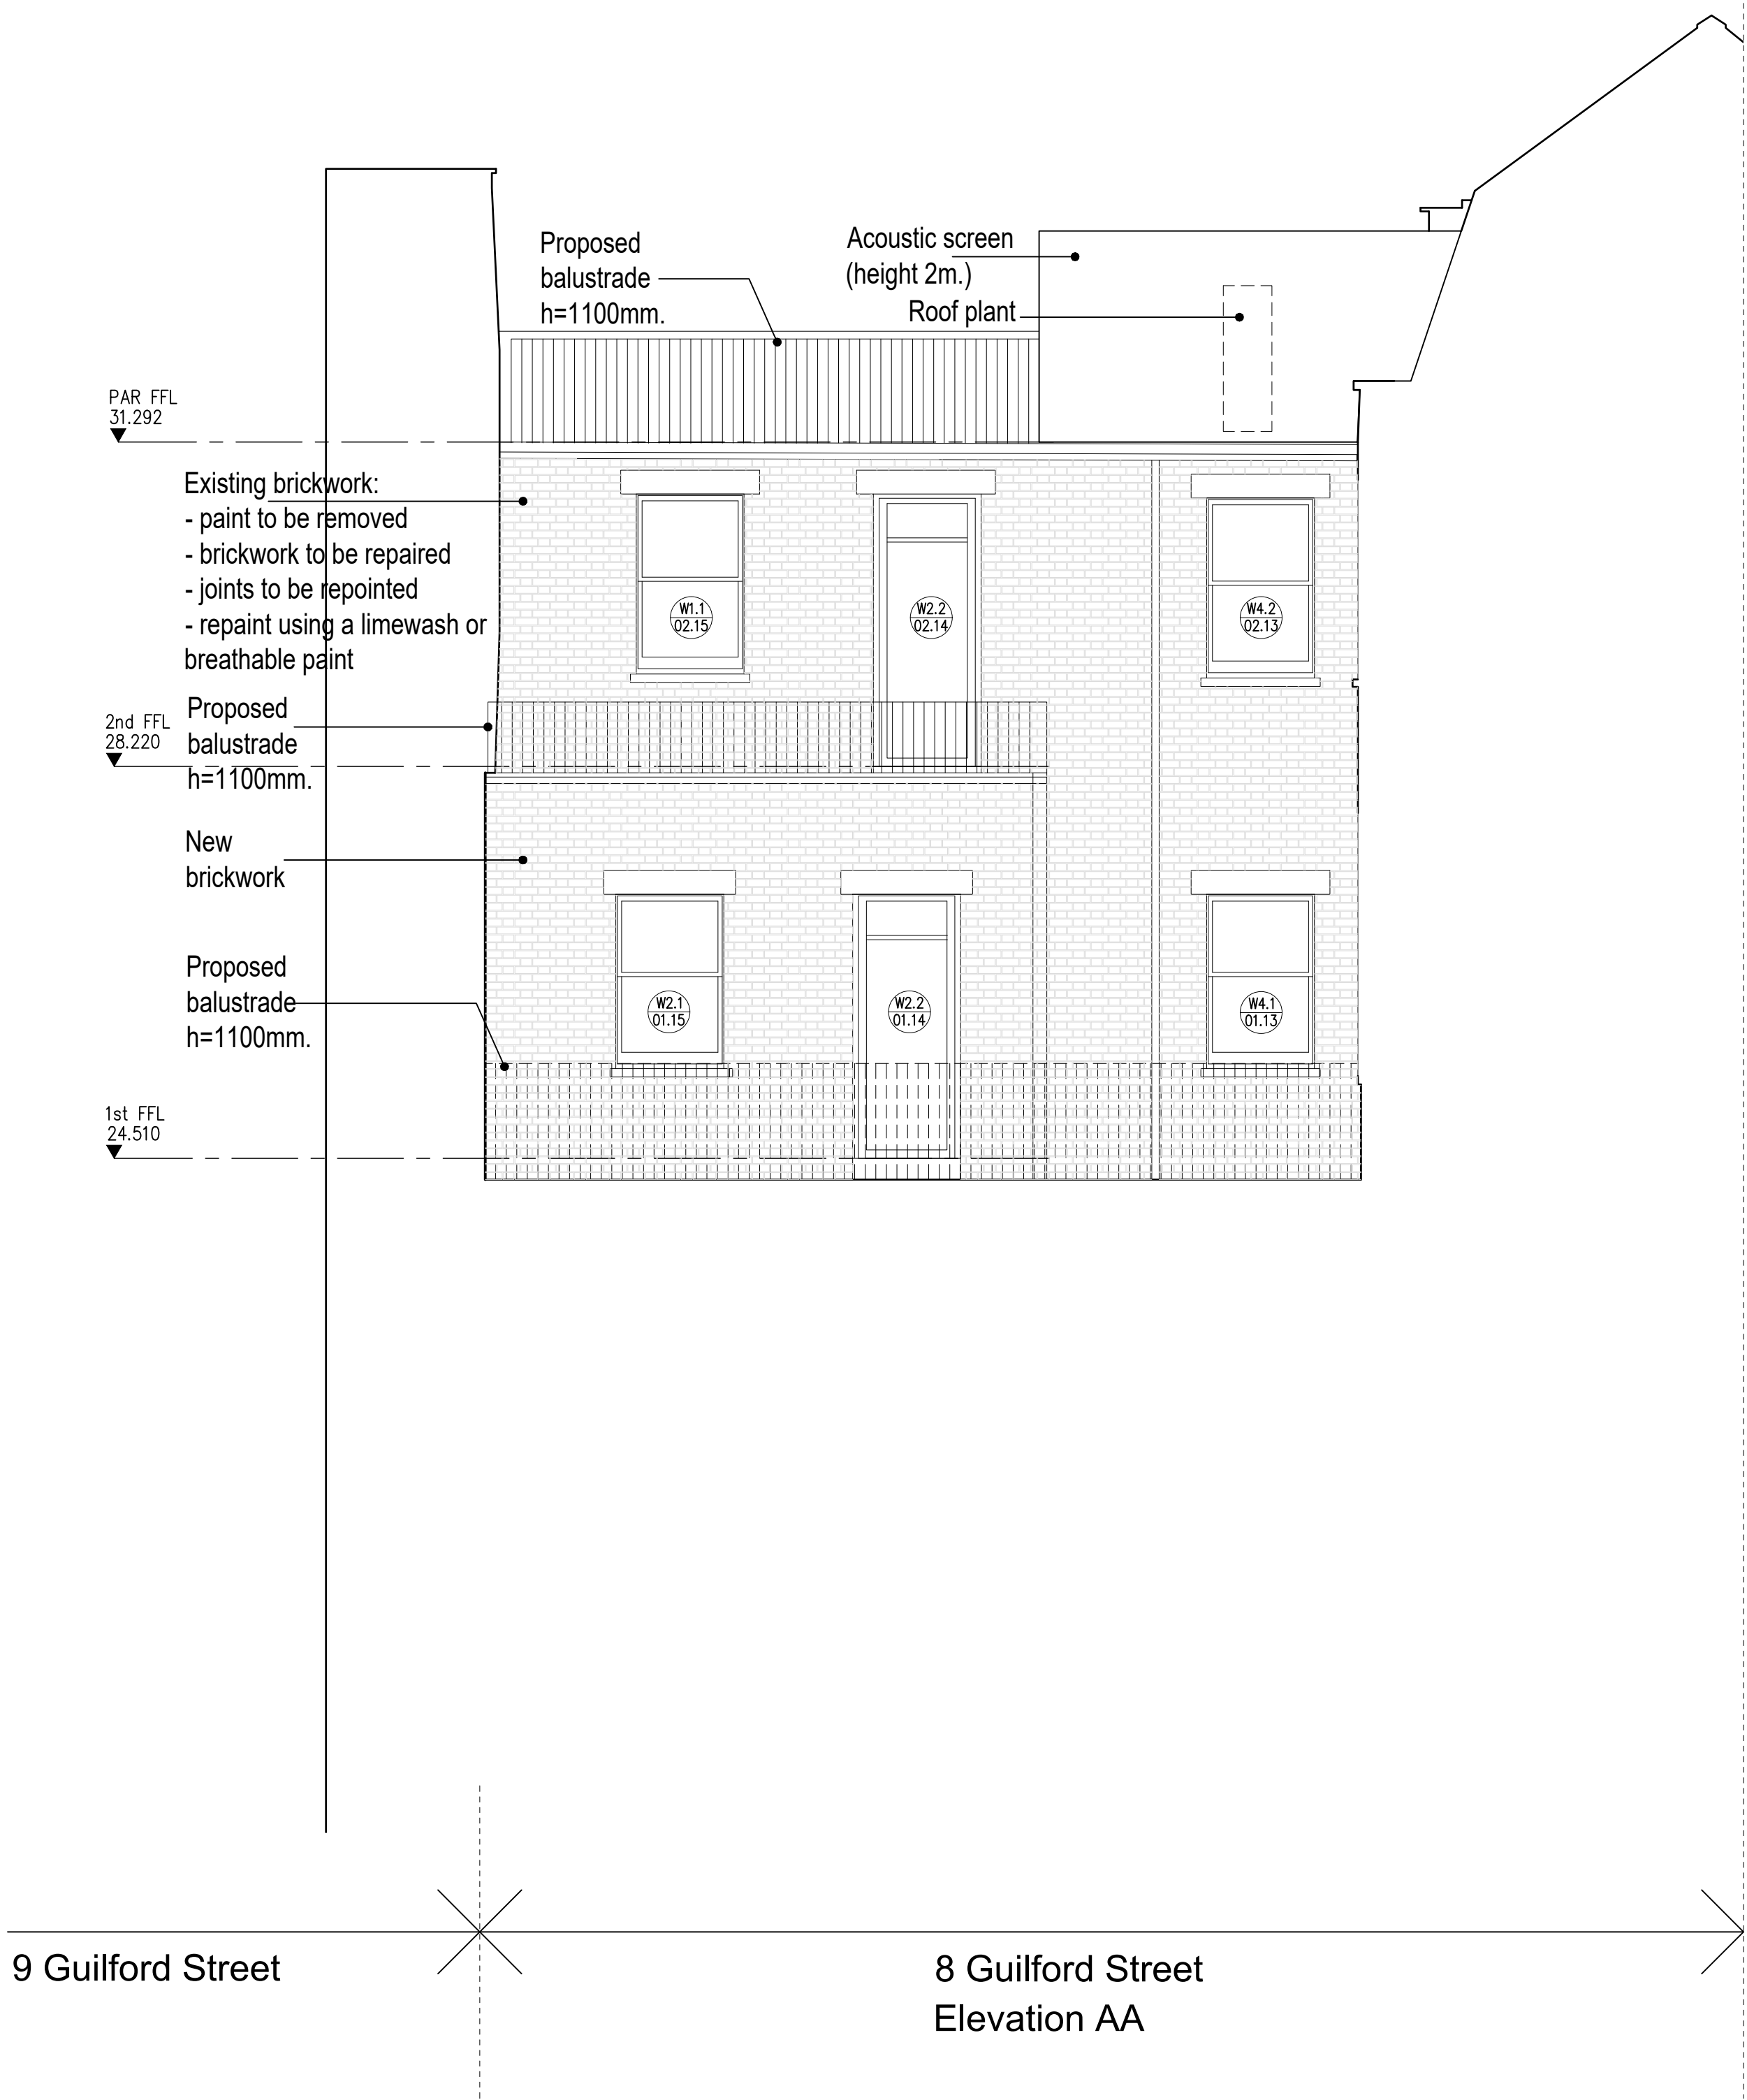 Proposed
balustrade
h=1100mm.
Acoustic screen
(height 2m.)
Roof plant
PAR FFL
31.292
Existing brickwork:
- paint to be removed
- brickwork to be repaired
- joints to be repointed
- repaint using a limewash or
breathable paint
W1.1
02.15
W2.2
02.14
W4.2
02.13
2nd FFL
28.220
Proposed
balustrade
h=1100mm.
New
brickwork
Proposed
balustrade
h=1100mm.
W2.1
01.15
W2.2
01.14
W4.1
01.13
1st FFL
24.510
9 Guilford Street
8 Guilford Street
Elevation AA